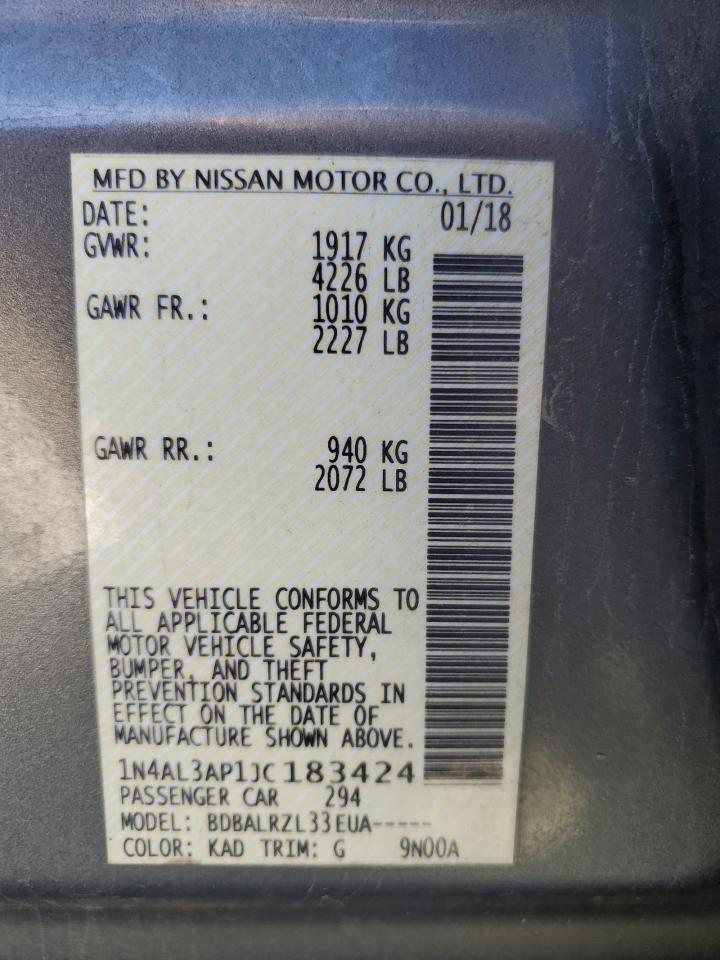 MFD BY NISSAN MOTOR CO., LTD.
DATE: 01/18
GVWR: 1917 KG
4226 LB
GAWR FR.: 1010 KG
2227 LB
GAWR RR.: 940 KG
2072 LB
THIS VEHICLE CONFORMS TO
ALL APPLICABLE FEDERAL
MOTOR VEHICLE SAFETY,
BUMPER, AND THEFT
PREVENTION STANDARDS IN
EFFECT ON THE DATE OF
MANUFACTURE SHOWN ABOVE.
1N4AL3AP1JC183424
PASSENGER CAR 294
MODEL: BDBALRZL33EUA-----
COLOR: KAD TRIM: G 9N00A